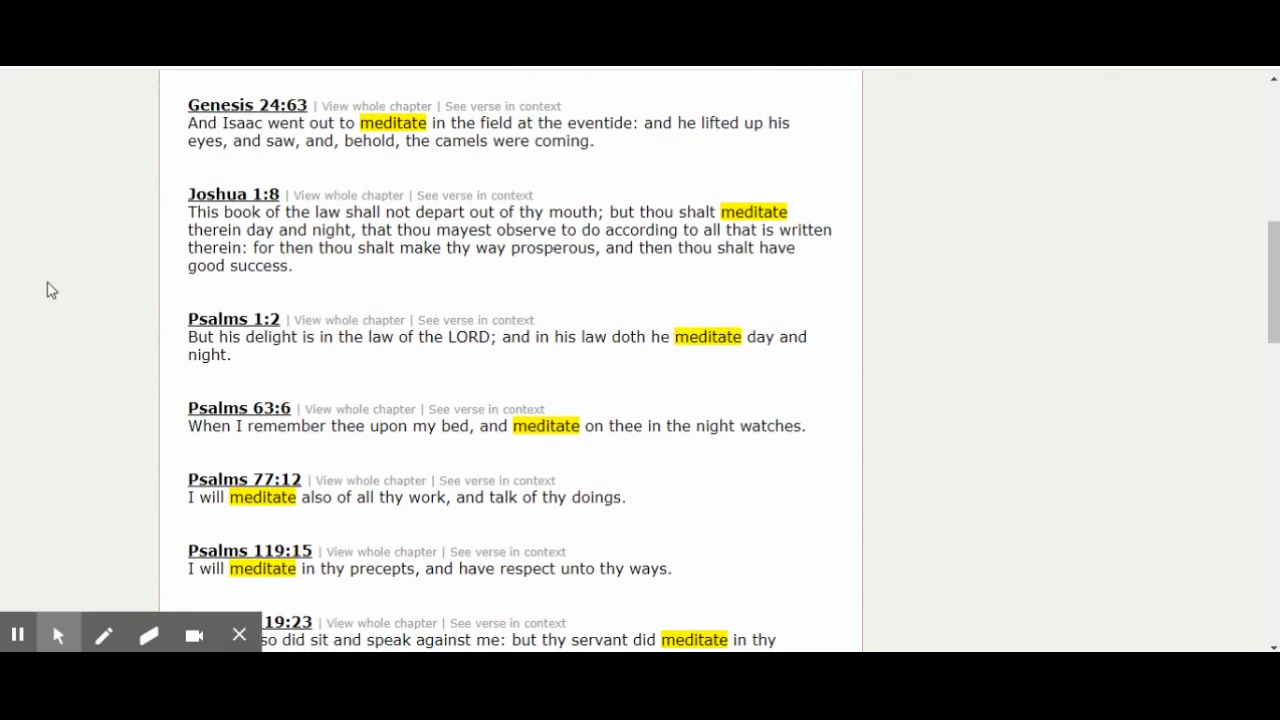 Genesis 24:63 | View whole chapter | See verse in context
And Isaac went out to meditate in the field at the eventide: and he lifted up his
eyes, and saw, and, behold, the camels were coming.
Joshua 1:8 | View whole chapter | See verse in context
This book of the law shall not depart out of thy mouth; but thou shalt meditate
therein day and night, that thou mayest observe to do according to all that is written
therein: for then thou shalt make thy way prosperous, and then thou shalt have
good success.
Psalms 1:2 | View whole chapter | See verse in context
But his delight is in the law of the LORD; and in his law doth he meditate day and
night.
Psalms 63:6 | View whole chapter | See verse in context
When I remember thee upon my bed, and meditate on thee in the night watches.
Psalms 77:12 | View whole chapter | See verse in context
I will meditate also of all thy work, and talk of thy doings.
Psalms 119:15 | View whole chapter | See verse in context
I will meditate in thy precepts, and have respect unto thy ways.
19:23 | View whole chapter | See verse in context
so did sit and speak against me: but thy servant did meditate in thy